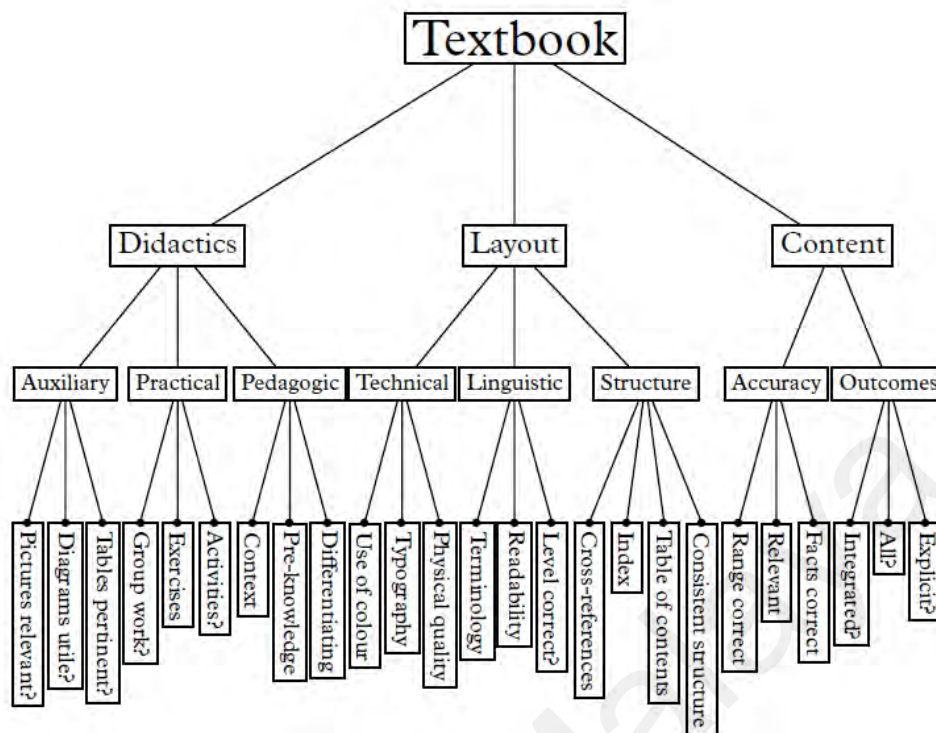 Textbook
Didactics
Layout
Content
Auxiliary
Practical
Pedagogic
Technical
Linguistic
Structure
Accuracy
Outcomes
Pictures relevant?
Diagrams utile?
Tables pertinent?
Group work?
Exercises
Activities?
Context
Pre-knowledge
Differentiating
Use of colour
Typography
Physical quality
Terminology
Readability
Level correct?
Cross-references
Index
Table of contents
Consistent structure
Range correct
Relevant
Facts correct
Integrated?
All?
Explicit?
Malaya